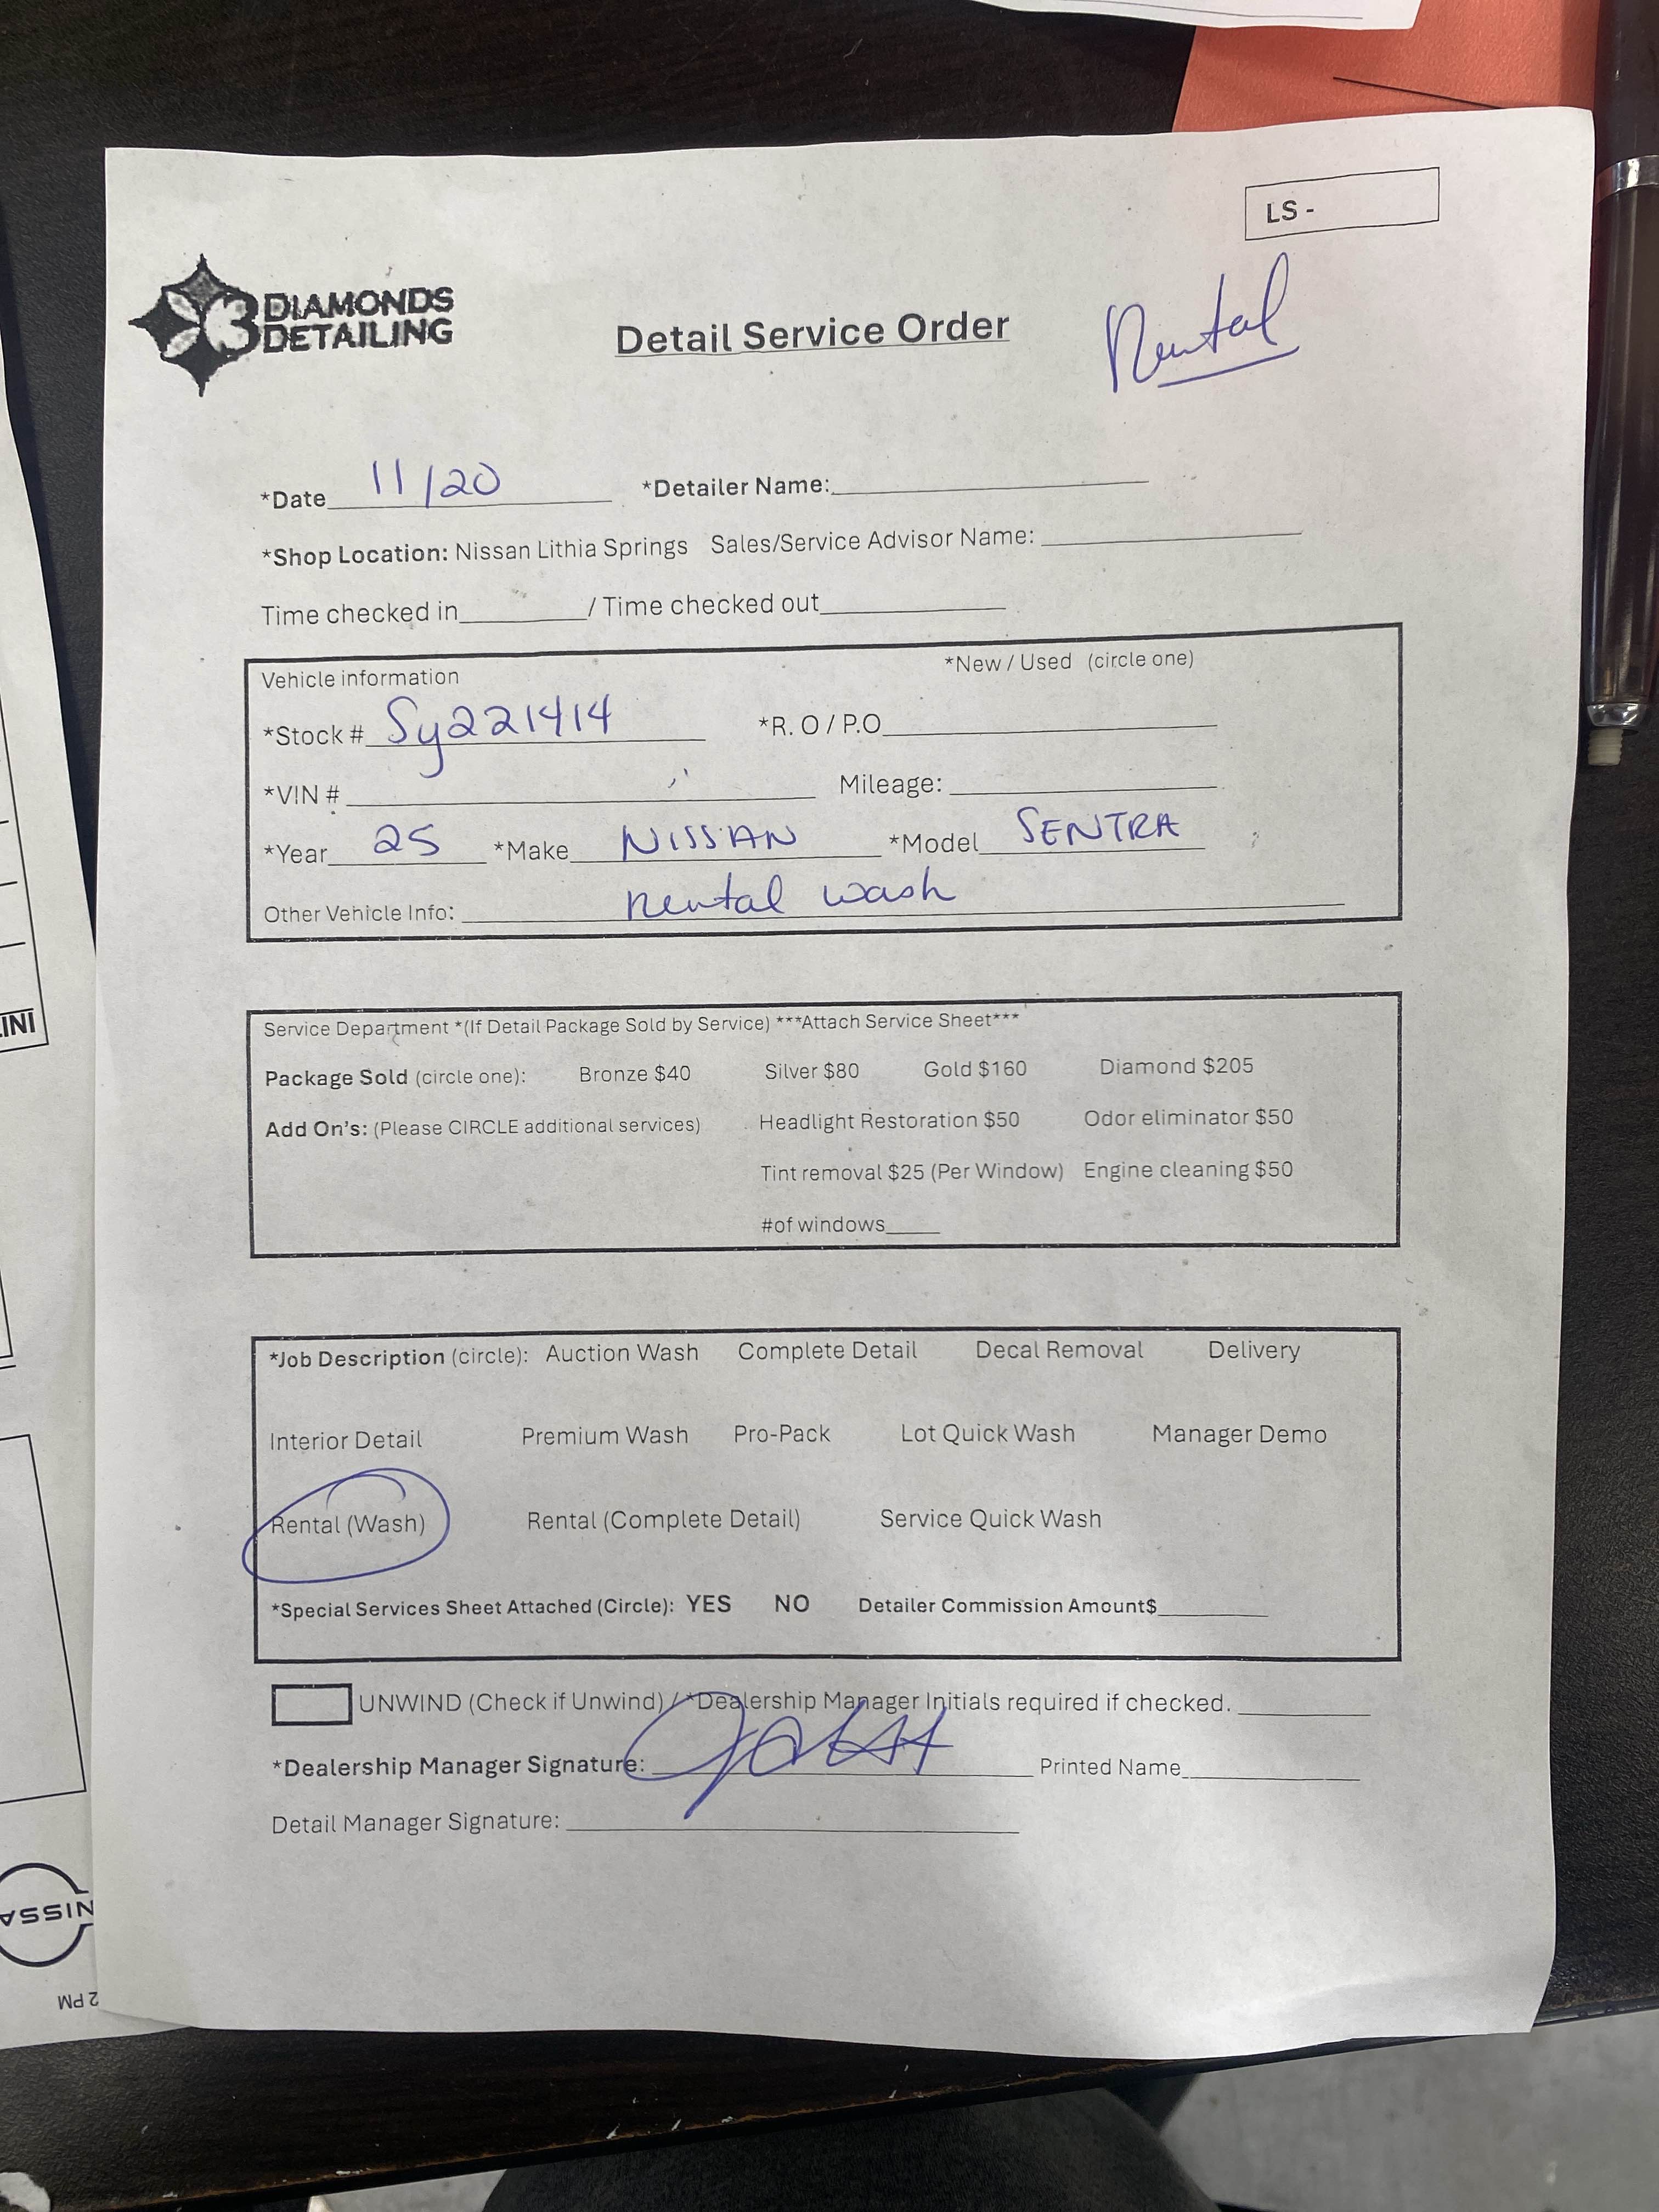 LS -
3 DIAMONDS
DETAILING
Detail Service Order
Rental
*Date 11/20 *Detailer Name:
*Shop Location: Nissan Lithia Springs Sales/Service Advisor Name:
Time checked in / Time checked out
Vehicle information *New / Used (circle one)
*Stock # Sy221414 *R. O / P.O
*VIN # Mileage:
*Year 25 *Make NISSAN *Model SENTRA
Other Vehicle Info: Rental wash
Service Department *(If Detail Package Sold by Service) ***Attach Service Sheet***
Package Sold (circle one): Bronze $40 Silver $80 Gold $160 Diamond $205
Add On's: (Please CIRCLE additional services) Headlight Restoration $50 Odor eliminator $50
Tint removal $25 (Per Window) Engine cleaning $50
#of windows
*Job Description (circle): Auction Wash Complete Detail Decal Removal Delivery
Interior Detail Premium Wash Pro-Pack Lot Quick Wash Manager Demo
Rental (Wash) Rental (Complete Detail) Service Quick Wash
*Special Services Sheet Attached (Circle): YES NO Detailer Commission Amount$
UNWIND (Check if Unwind) / *Dealership Manager Initials required if checked.
*Dealership Manager Signature: Printed Name
Detail Manager Signature:
INI
NISSA
2 PM